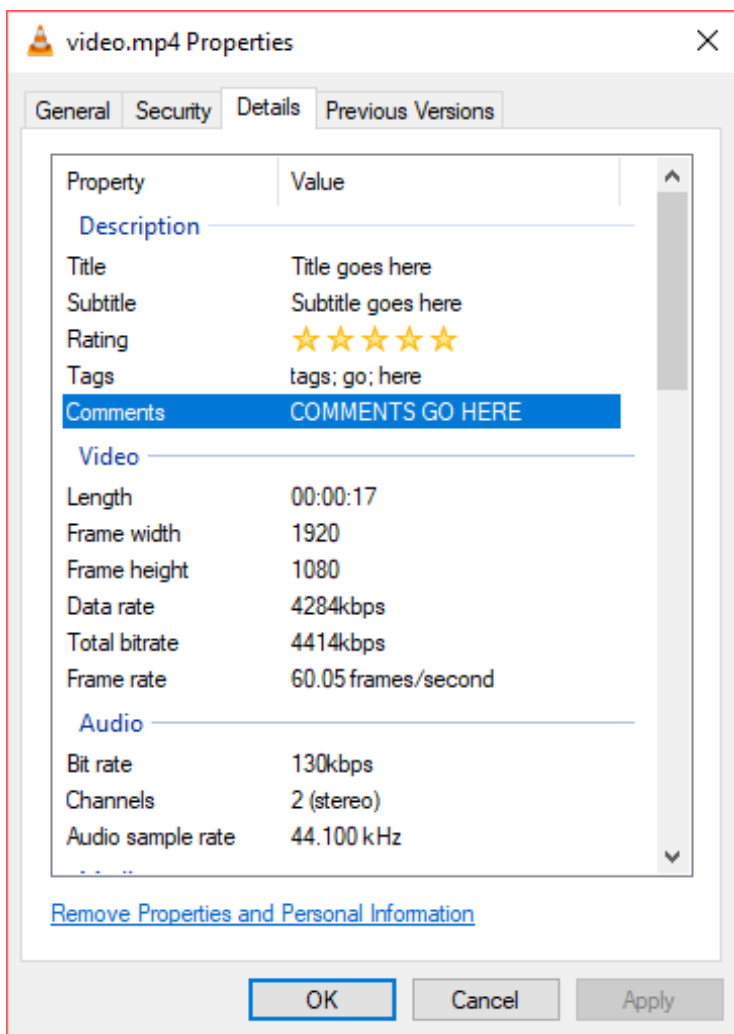 video.mp4 Properties
General Security Details Previous Versions
Property Value
Description
Title Title goes here
Subtitle Subtitle goes here
Rating
Tags tags; go; here
Comments COMMENTS GO HERE
Video
Length 00:00:17
Frame width 1920
Frame height 1080
Data rate 4284kbps
Total bitrate 4414kbps
Frame rate 60.05 frames/second
Audio
Bit rate 130kbps
Channels 2 (stereo)
Audio sample rate 44.100 kHz
Remove Properties and Personal Information
OK Cancel Apply